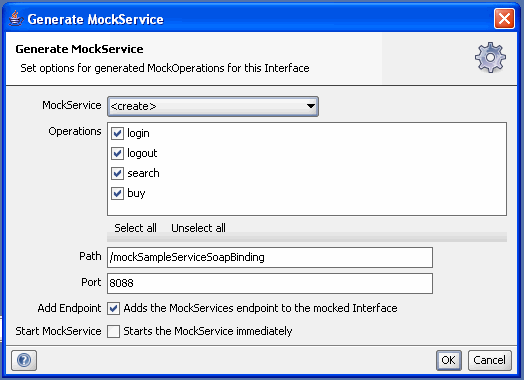 Generate MockService
Generate MockService
Set options for generated MockOperations for this Interface
MockService <create>
Operations
login
logout
search
buy
Select all Unselect all
Path /mockSampleServiceSoapBinding
Port 8088
Add Endpoint Adds the MockServices endpoint to the mocked Interface
Start MockService Starts the MockService immediately
? OK Cancel